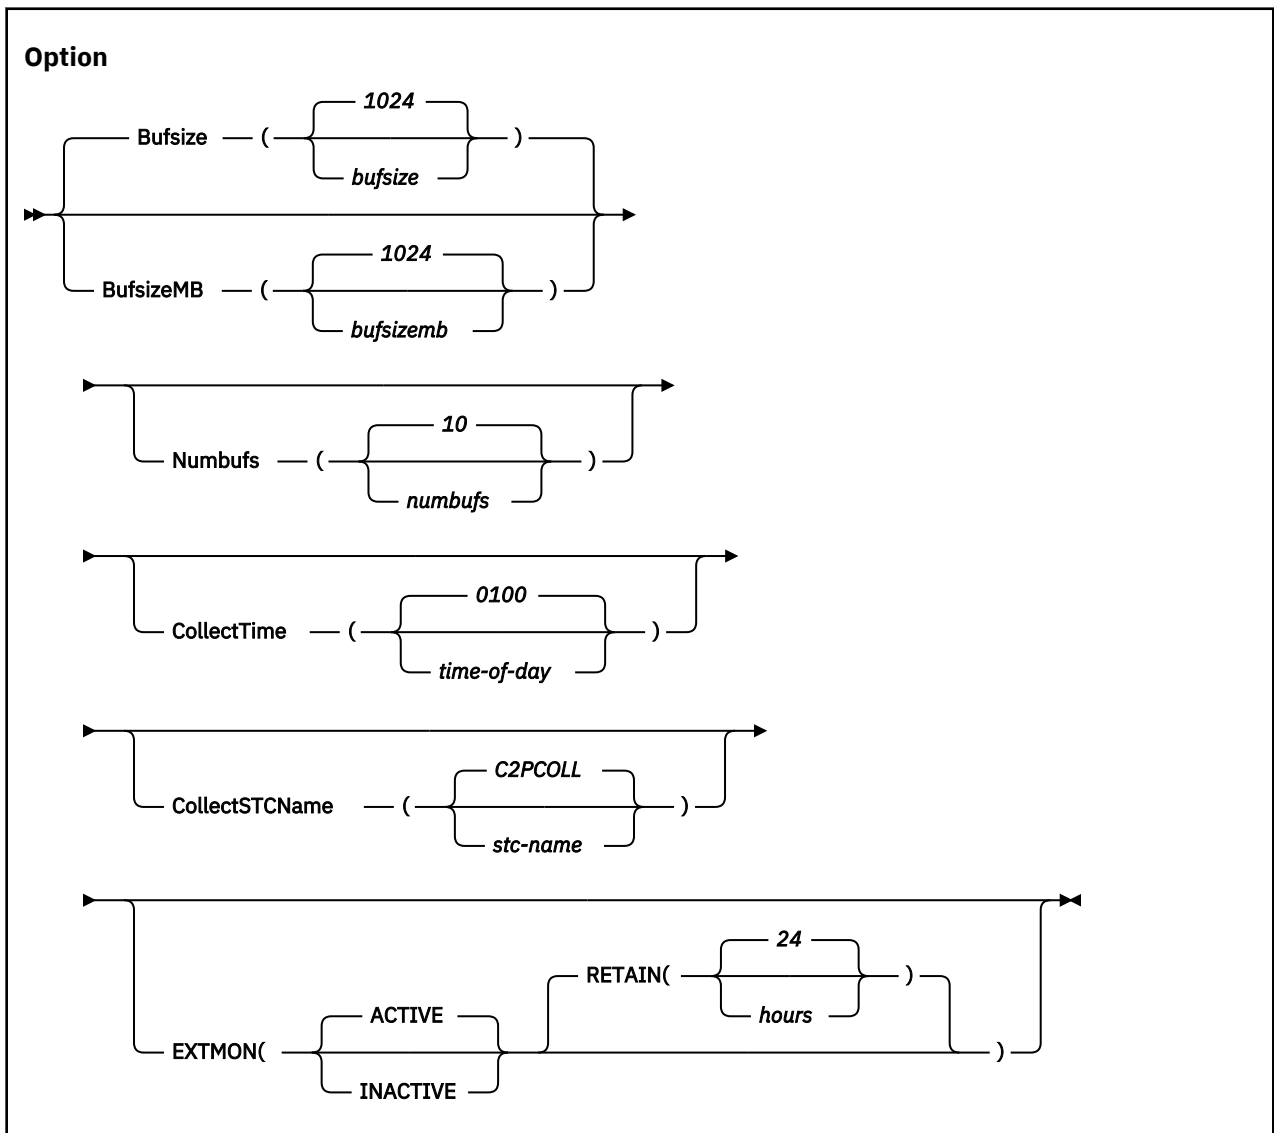 Option
1024
Bufsize ( )
bufsize
1024
BufsizeMB ( )
bufsizemb
10
Numbufs ( )
numbufs
0100
CollectTime ( )
time-of-day
C2PCOLL
CollectSTCName ( )
stc-name
24
RETAIN( )
hours
ACTIVE
EXTMON( )
INACTIVE